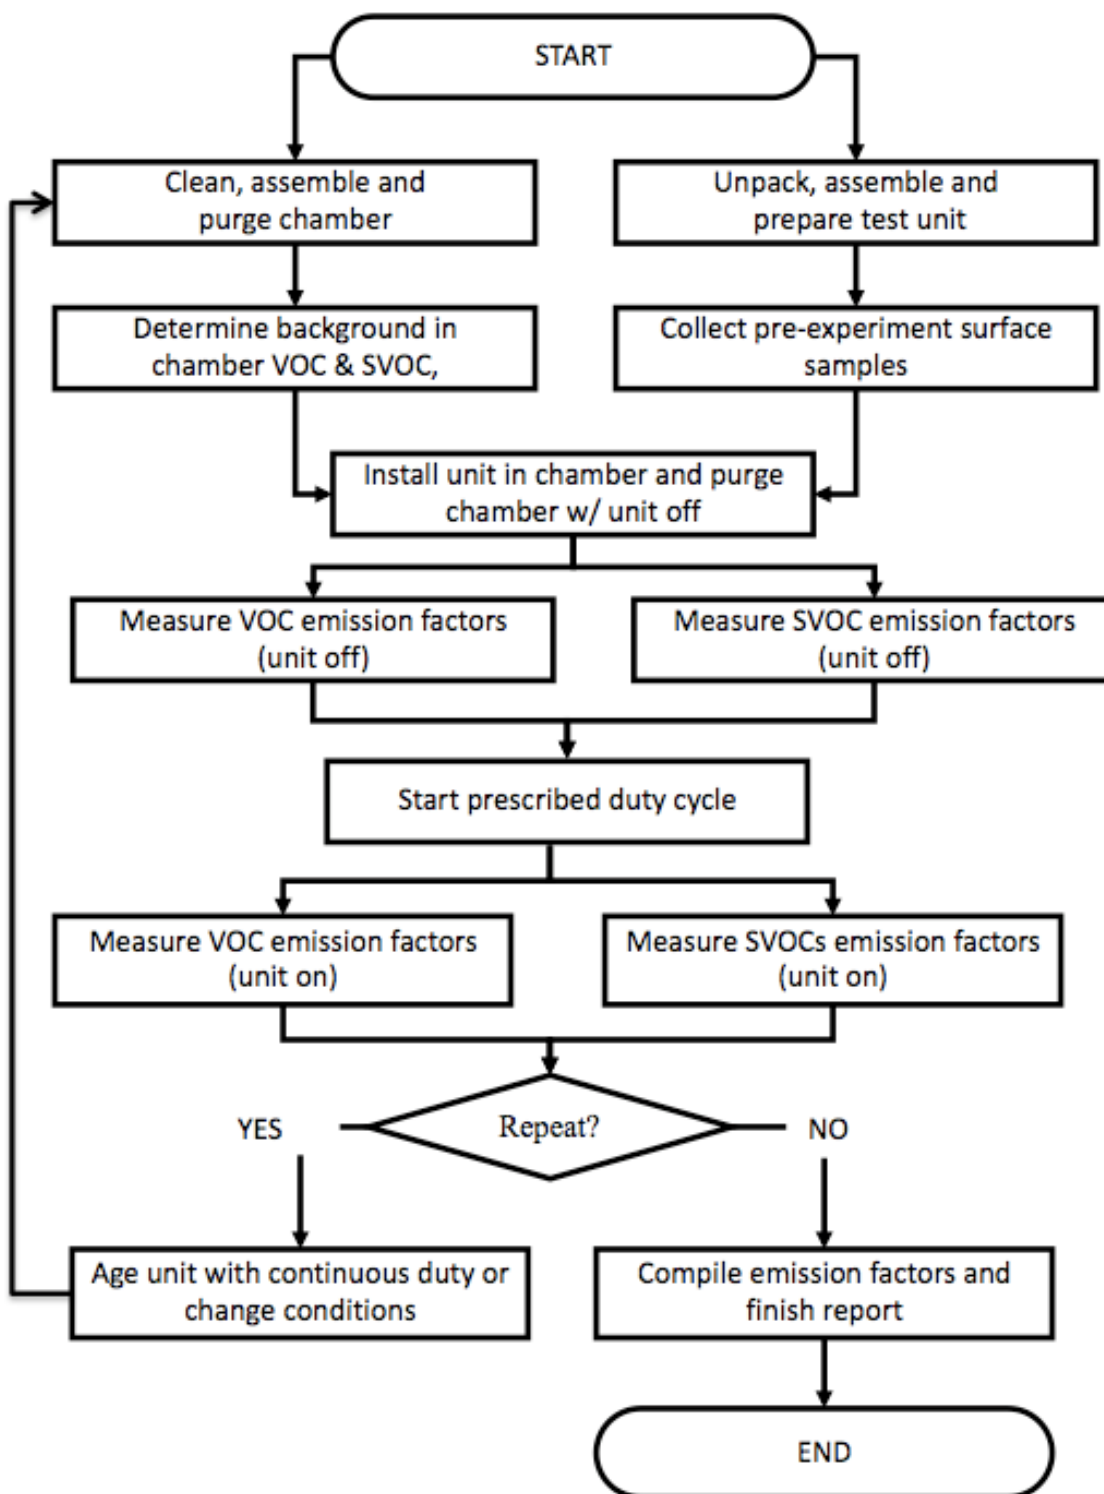 START
Clean, assemble and
purge chamber
Unpack, assemble and
prepare test unit
Determine background in
chamber VOC & SVOC,
Collect pre-experiment surface
samples
Install unit in chamber and purge
chamber w/ unit off
Measure VOC emission factors
(unit off)
Measure SVOC emission factors
(unit off)
Start prescribed duty cycle
Measure VOC emission factors
(unit on)
Measure SVOCs emission factors
(unit on)
YES
Repeat?
NO
Age unit with continuous duty or
change conditions
Compile emission factors and
finish report
END